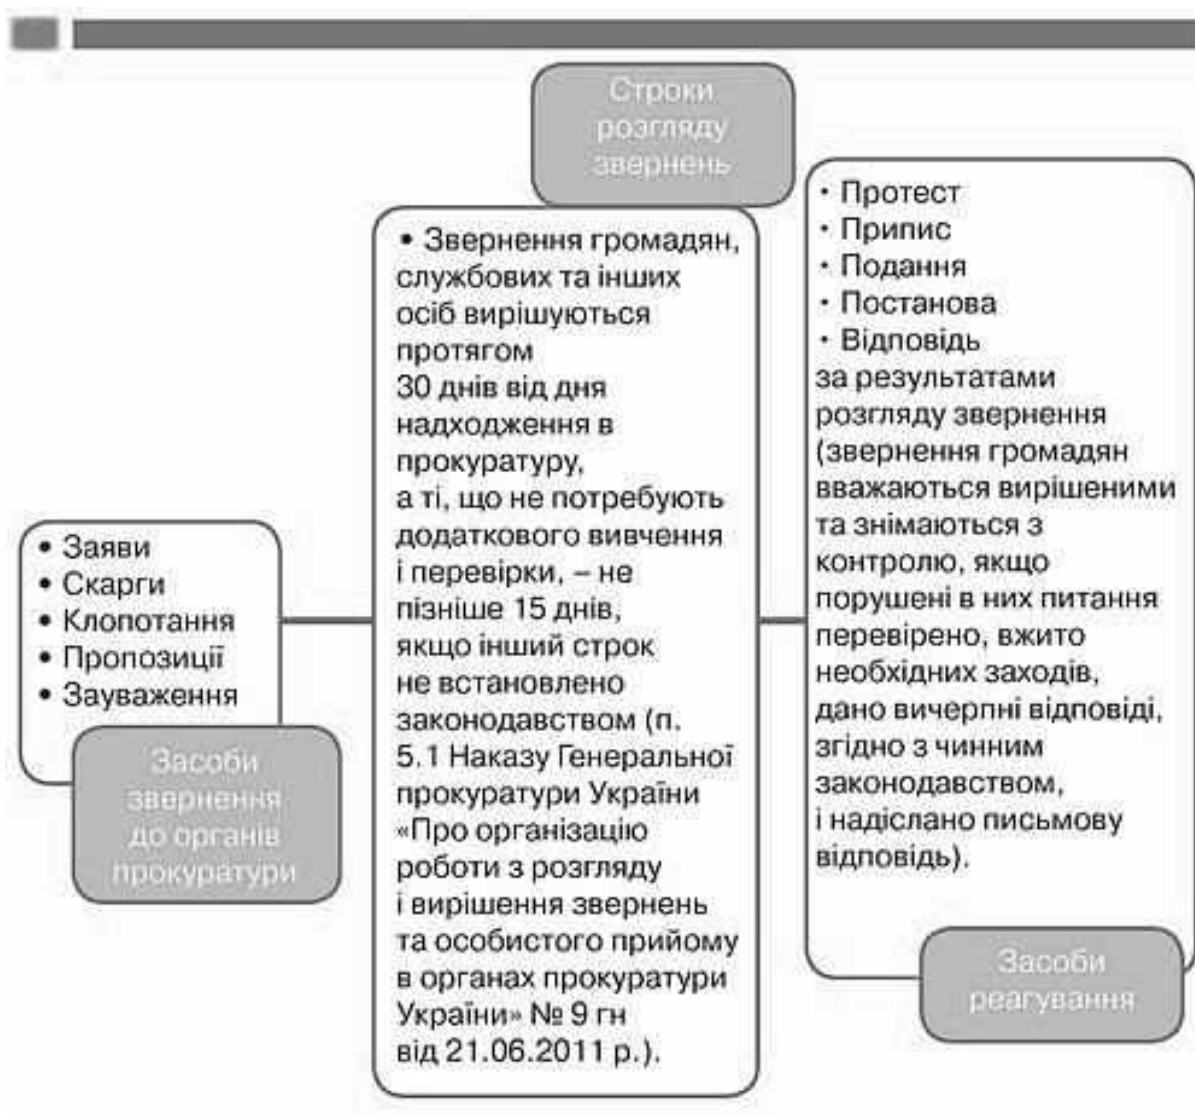 Строки
розгляду
звернень
• Заяви
• Скарги
• Клопотання
• Пропозиції
• Зауваження
Засоби
звернення
до органів
прокуратури
• Звернення громадян,
службових та інших
осіб вирішуються
протягом
30 днів від дня
надходження в
прокуратуру,
а ті, що не потребують
додаткового вивчення
і перевірки, – не
пізніше 15 днів,
якщо інший строк
не встановлено
законодавством (п.
5.1 Наказу Генеральної
прокуратури України
«Про організацію
роботи з розгляду
і вирішення звернень
та особистого прийому
в органах прокуратури
України» № 9 гн
від 21.06.2011 р.).
· Протест
· Припис
· Подання
· Постанова
· Відповідь
за результатами
розгляду звернення
(звернення громадян
вважаються вирішеними
та знімаються з
контролю, якщо
порушені в них питання
перевірено, вжито
необхідних заходів,
дано вичерпні відповіді,
згідно з чинним
законодавством,
і надіслано письмову
відповідь).
Засоби
реагування